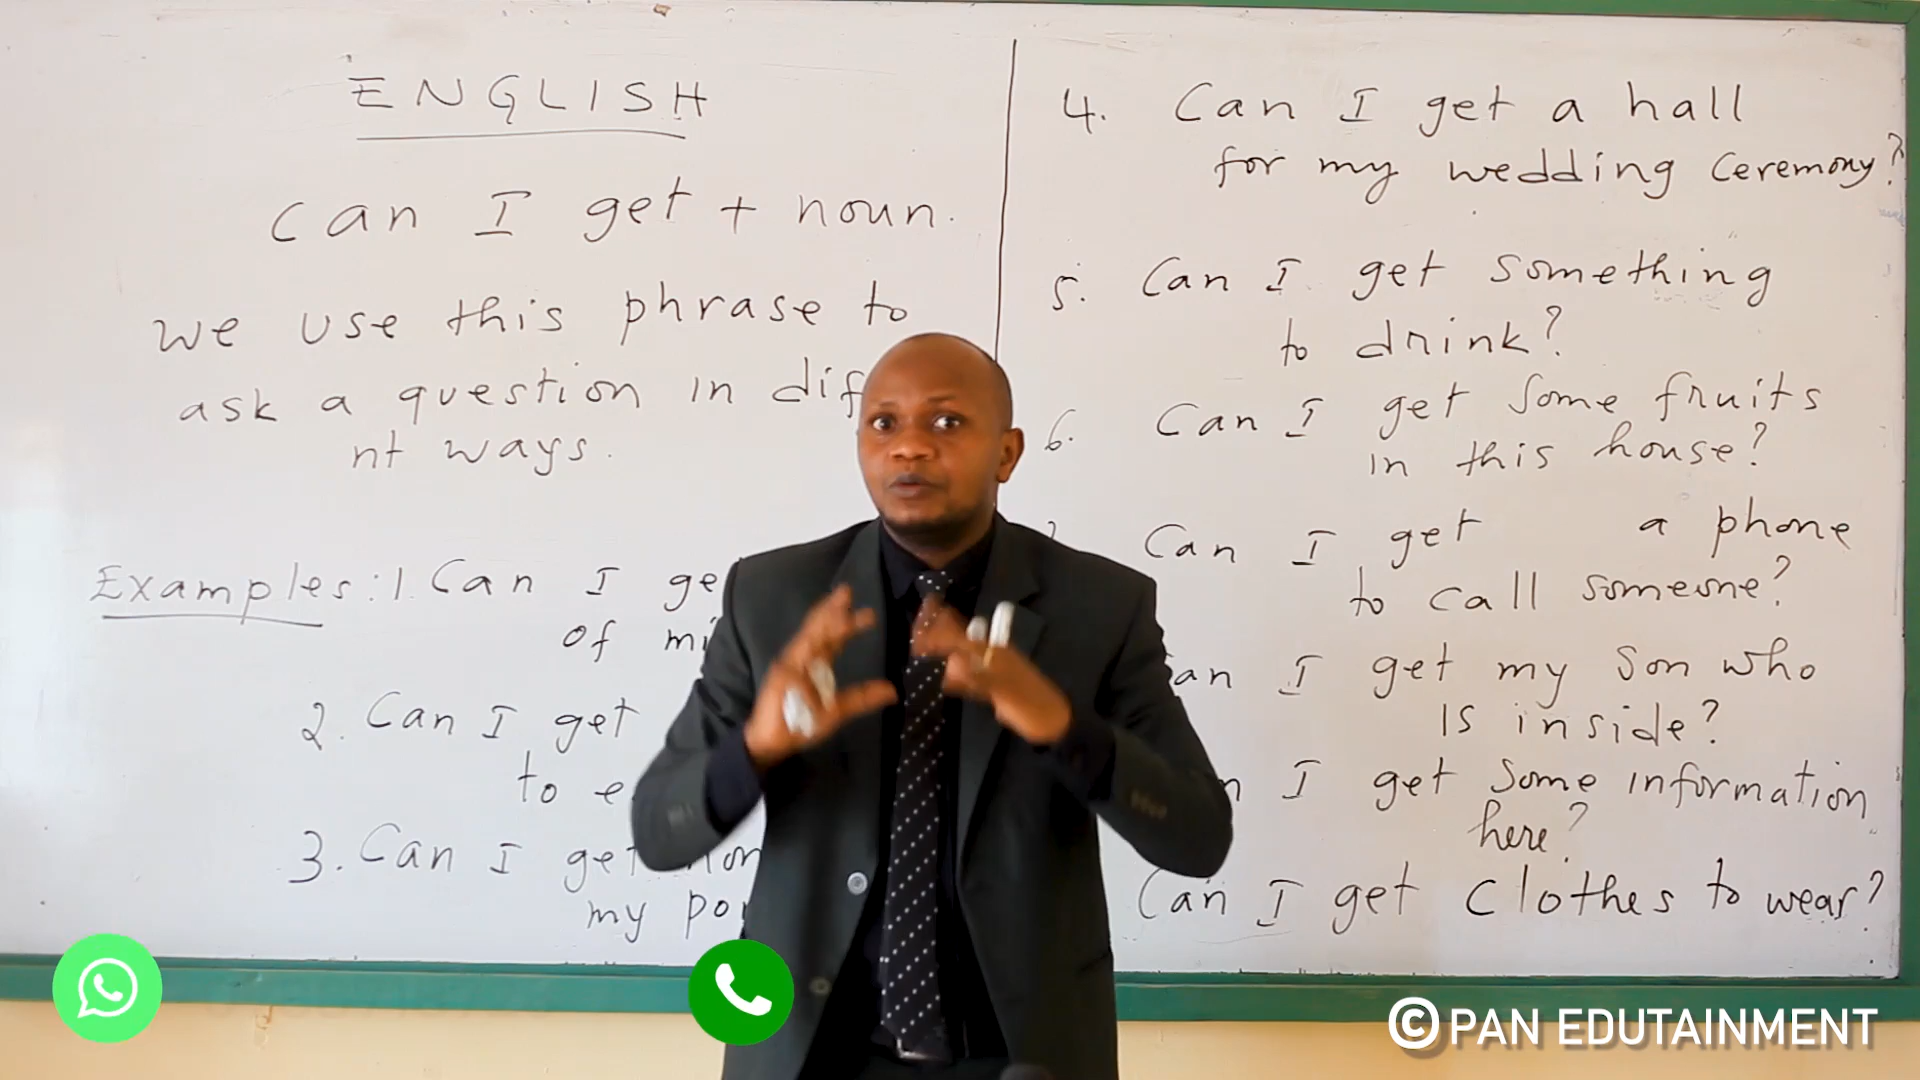 ENGLISH
Can I get + noun.
We use this phrase to
ask a question in dif
nt ways.
Examples: 1. Can I ge
of mi
2. Can I get
to e
3. Can I get
my po
4. Can I get a hall
for my wedding ceremony?
5. Can I get something
to drink?
6. Can I get some fruits
in this house?
Can I get a phone
to call someone?
an I get my son who
is inside?
n I get some information
here?
Can I get clothes to wear?
© PAN EDUTAINMENT